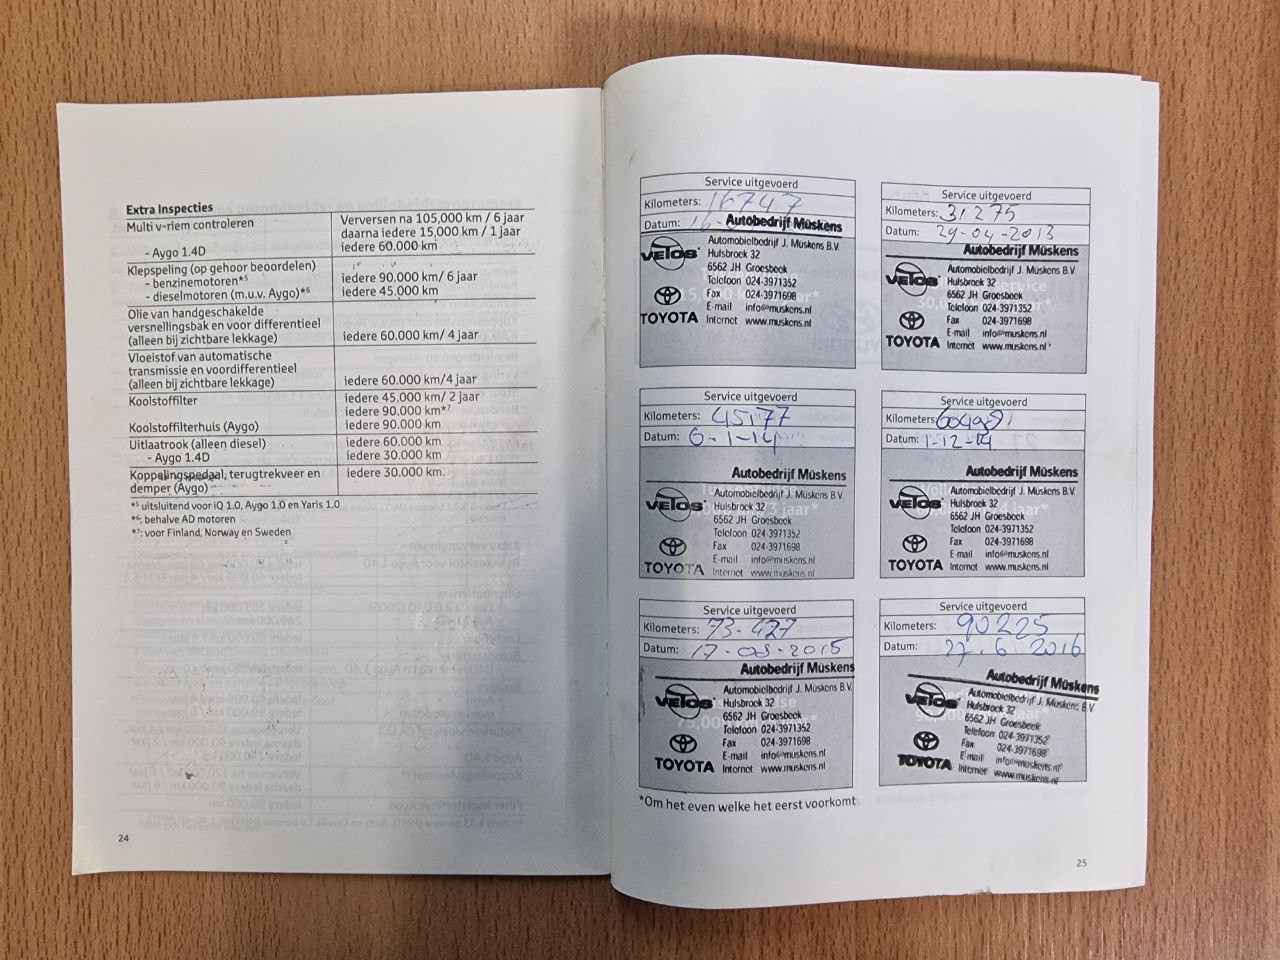 Extra Inspecties
Multi v-riem controleren Verversen na 105,000 km / 6 jaar
daarna iedere 15,000 km / 1 jaar
- Aygo 1.4D iedere 60.000 km
Klepspeling (op gehoor beoordelen)
- benzinemotoren*5 iedere 90.000 km/ 6 jaar
- dieselmotoren (m.u.v. Aygo)*6 iedere 45.000 km
Olie van handgeschakelde
versnellingsbak en voor differentieel
(alleen bij zichtbare lekkage) iedere 60.000 km/ 4 jaar
Vloeistof van automatische
transmissie en voordifferentieel
(alleen bij zichtbare lekkage) iedere 60.000 km/4 jaar
Koolstoffilter iedere 45.000 km/ 2 jaar
iedere 90.000 km*7
Koolstoffilterhuis (Aygo) iedere 90.000 km
Uitlaatrook (alleen diesel) iedere 60.000 km
- Aygo 1.4D iedere 30.000 km
Koppelingspedaal, terugtrekveer en iedere 30.000 km.
demper (Aygo)
*5 uitsluitend voor iQ 1.0, Aygo 1.0 en Yaris 1.0
*6: behalve AD motoren
*7: voor Finland, Norway en Sweden
24
Service uitgevoerd
Kilometers: 16747
Datum: 16-
Autobedrijf Müskens
VELOS
Automobielbedrijf J. Müskens B.V.
Hulsbroek 32
6562 JH Groesbeek
Telefoon 024-3971352
Fax 024-3971698
E-mail info@muskens.nl
TOYOTA Internet www.muskens.nl
Service uitgevoerd
Kilometers: 31275
Datum: 29-04-2013
Autobedrijf Müskens
VELOS
Automobielbedrijf J. Müskens B.V.
Hulsbroek 32
6562 JH Groesbeek
Telefoon 024-3971352
Fax 024-3971698
E-mail info@muskens.nl
TOYOTA Internet www.muskens.nl
Service uitgevoerd
Kilometers: 45177
Datum: 6-1-14
Autobedrijf Müskens
VELOS
Automobielbedrijf J. Müskens B.V.
Hulsbroek 32
6562 JH Groesbeek
Telefoon 024-3971352
Fax 024-3971698
E-mail info@muskens.nl
TOYOTA Internet www.muskens.nl
Service uitgevoerd
Kilometers:
Datum: 1-12-14
Autobedrijf Müskens
VELOS
Automobielbedrijf J. Müskens B.V.
Hulsbroek 32
6562 JH Groesbeek
Telefoon 024-3971352
Fax 024-3971698
E-mail info@muskens.nl
TOYOTA Internet www.muskens.nl
Service uitgevoerd
Kilometers: 73.427
Datum: 17-08-2015
Autobedrijf Müskens
VELOS
Automobielbedrijf J. Müskens B.V.
Hulsbroek 32
6562 JH Groesbeek
Telefoon 024-3971352
Fax 024-3971698
E-mail info@muskens.nl
TOYOTA Internet www.muskens.nl
Service uitgevoerd
Kilometers: 90225
Datum: 27.6 2016
Autobedrijf Müskens
VELOS
Automobielbedrijf J. Müskens B.V.
Hulsbroek 32
6562 JH Groesbeek
Telefoon 024-3971352
Fax 024-3971698
E-mail info@muskens.nl
TOYOTA Internet www.muskens.nl
*Om het even welke het eerst voorkomt
25